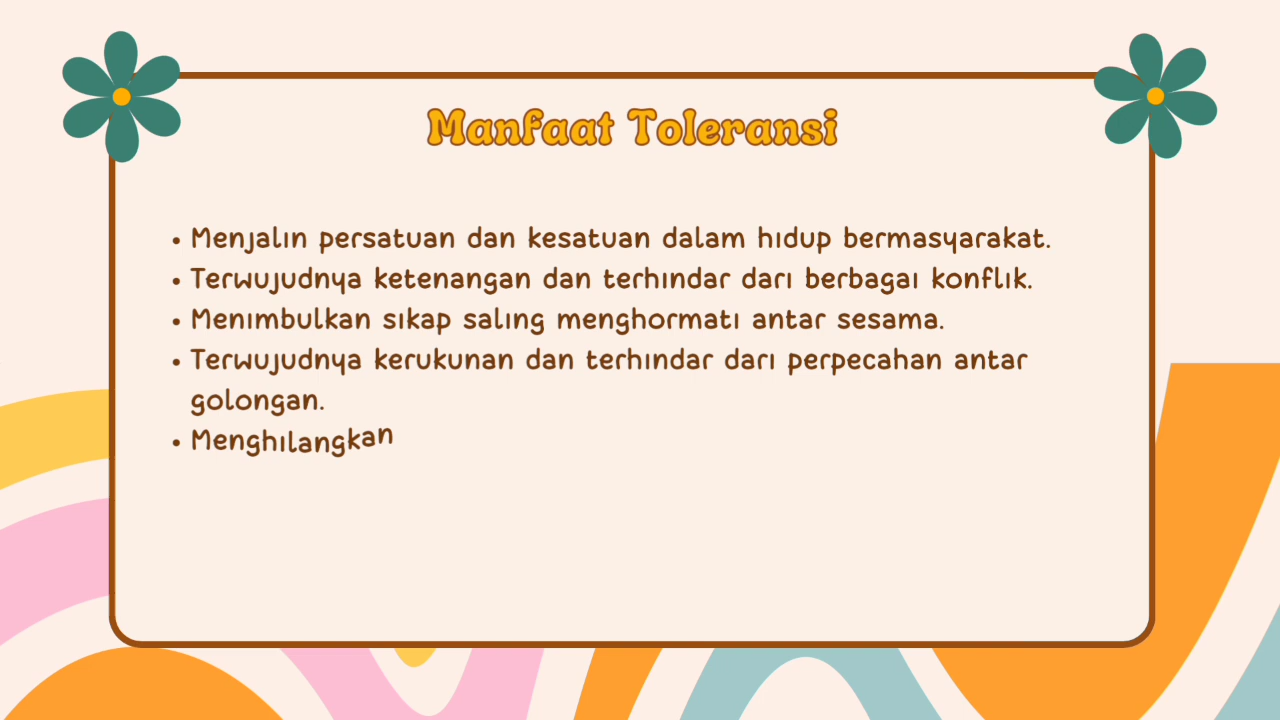 Manfaat Toleransi
• Menjalin persatuan dan kesatuan dalam hidup bermasyarakat.
• Terwujudnya ketenangan dan terhindar dari berbagai konflik.
• Menimbulkan sikap saling menghormati antar sesama.
• Terwujudnya kerukunan dan terhindar dari perpecahan antar
golongan.
• Menghilangkan